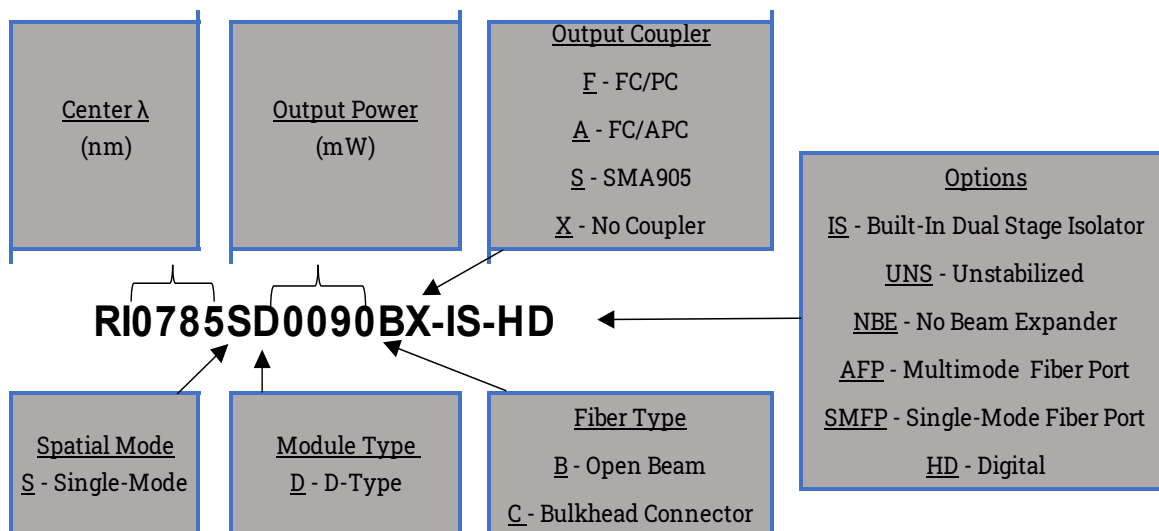 Center λ
(nm)
Output Power
(mW)
Output Coupler
F - FC/PC
A - FC/APC
S - SMA905
X - No Coupler
Options
IS - Built-In Dual Stage Isolator
UNS - Unstabilized
NBE - No Beam Expander
AFP - Multimode Fiber Port
SMFP - Single-Mode Fiber Port
HD - Digital
RI0785SD0090BX-IS-HD
Spatial Mode
S - Single-Mode
Module Type
D - D-Type
Fiber Type
B - Open Beam
C - Bulkhead Connector